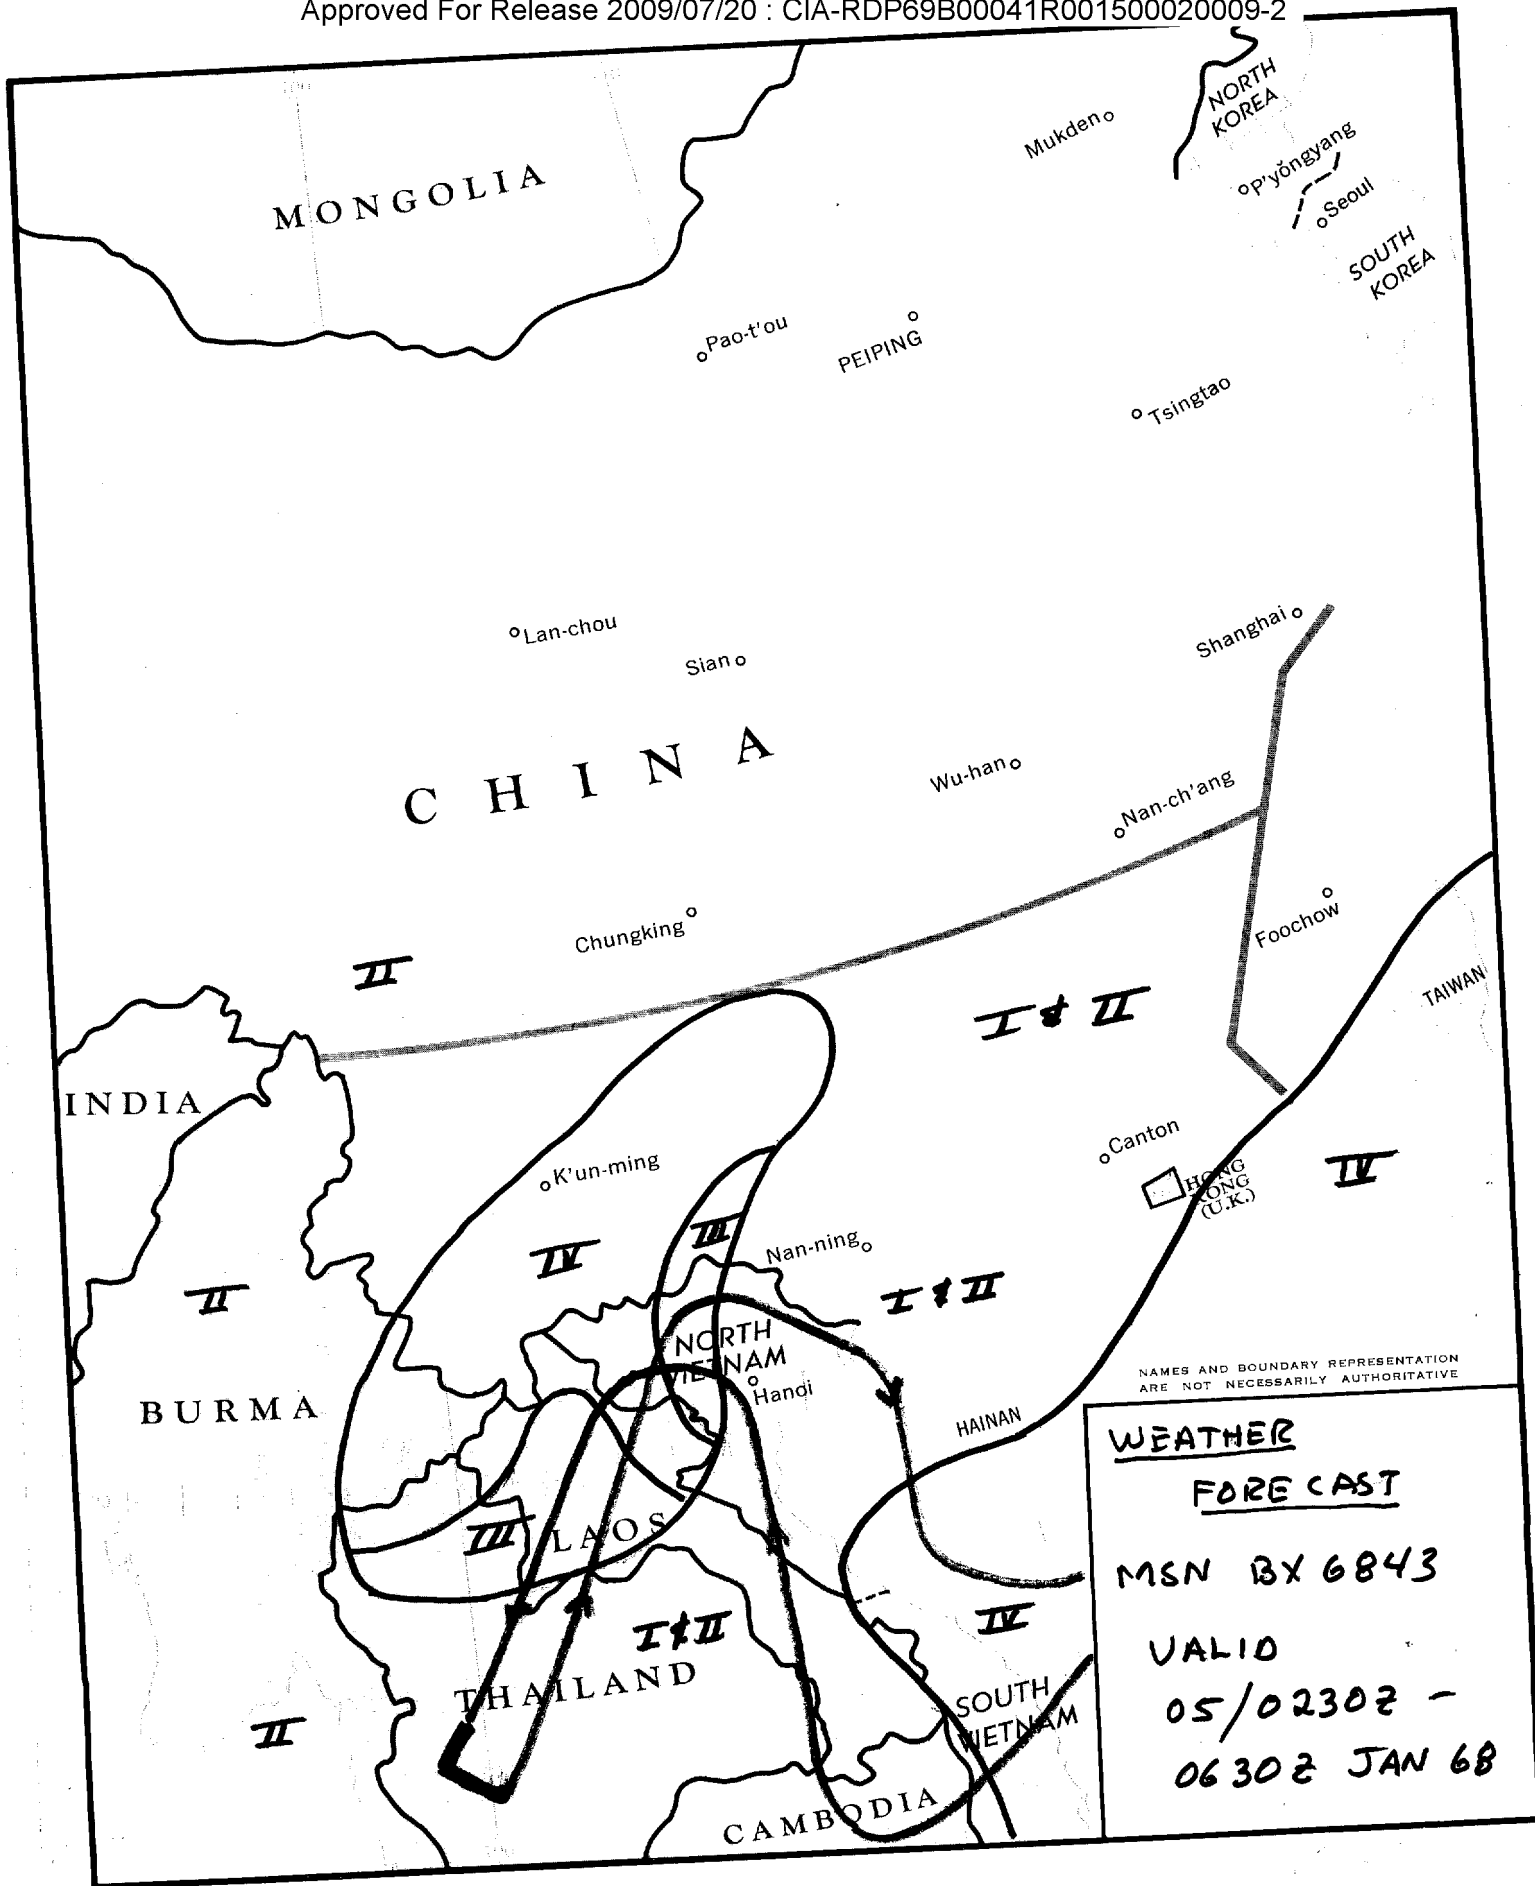 Approved For Release 2009/07/20 : CIA-RDP69B00041R001500020009-2
NORTH
KOREA
Mukden
P'yŏngyang
Seoul
MONGOLIA
SOUTH
KOREA
Pao-t'ou
PEIPING
Tsingtao
Lan-chou
Shanghai
Sian
CHINA
Wu-han
Nan-ch'ang
Chungking
Foochow
II
TAIWAN
I & II
INDIA
Canton
K'un-ming
HONG
KONG
(U.K.)
IV
III
Nan-ning
IV
II
I & II
NORTH
VIETNAM
Hanoi
NAMES AND BOUNDARY REPRESENTATION
ARE NOT NECESSARILY AUTHORITATIVE
BURMA
HAINAN
WEATHER
FORECAST
III
LAOS
MSN BX 6843
IV
I & II
VALID
THAILAND
SOUTH
VIETNAM
05/0230Z -
II
0630Z JAN 68
CAMBODIA